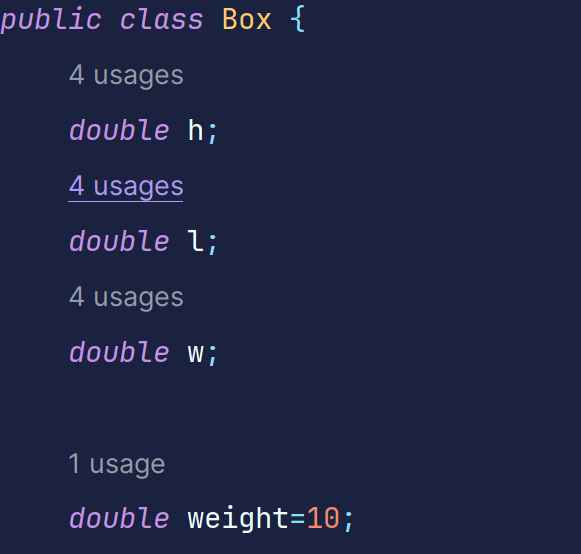 public class Box {
4 usages
double h;
4 usages
double l;
4 usages
double w;
1 usage
double weight=10;